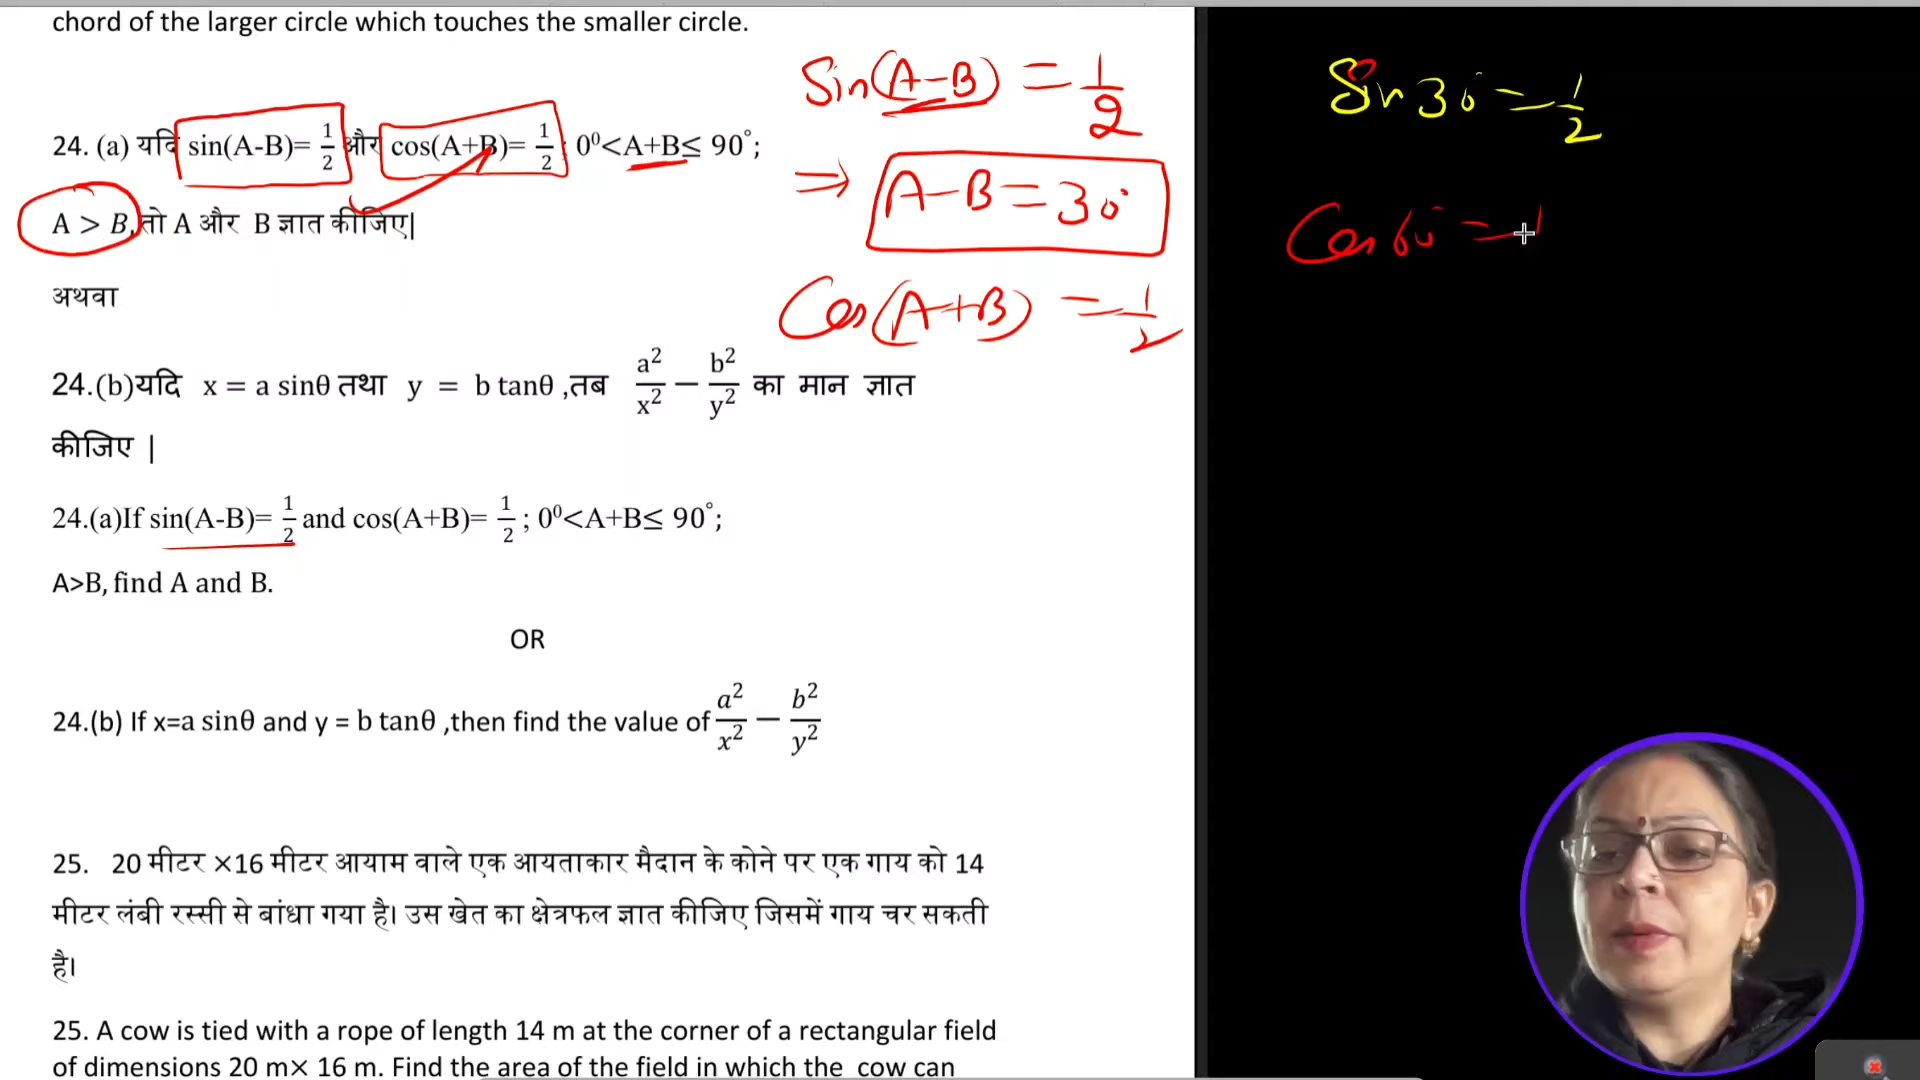 chord of the larger circle which touches the smaller circle.
24. (a) यदि sin(A-B)= 1/2 और cos(A+B)= 1/2 ; 0⁰<A+B≤ 90°;
A > B, तो A और B ज्ञात कीजिए|
अथवा
24.(b)यदि x = a sinθ तथा y = b tanθ ,तब a²/x² − b²/y² का मान ज्ञात
कीजिए |
24.(a)If sin(A-B)= 1/2 and cos(A+B)= 1/2 ; 0⁰<A+B≤ 90°;
A>B, find A and B.
OR
24.(b) If x=a sinθ and y = b tanθ ,then find the value of a²/x² − b²/y²
25. 20 मीटर ×16 मीटर आयाम वाले एक आयताकार मैदान के कोने पर एक गाय को 14
मीटर लंबी रस्सी से बांधा गया है। उस खेत का क्षेत्रफल ज्ञात कीजिए जिसमें गाय चर सकती
है।
25. A cow is tied with a rope of length 14 m at the corner of a rectangular field
of dimensions 20 m× 16 m. Find the area of the field in which the cow can
Sin(A-B) = 1/2
⇒ A-B = 30°
Cos(A+B) = 1/2
Sin 30° = 1/2
Cos 60° = 1